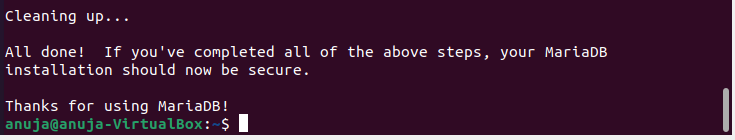 Cleaning up...
All done!  If you've completed all of the above steps, your MariaDB
installation should now be secure.
Thanks for using MariaDB!
anuja@anuja-VirtualBox:~$